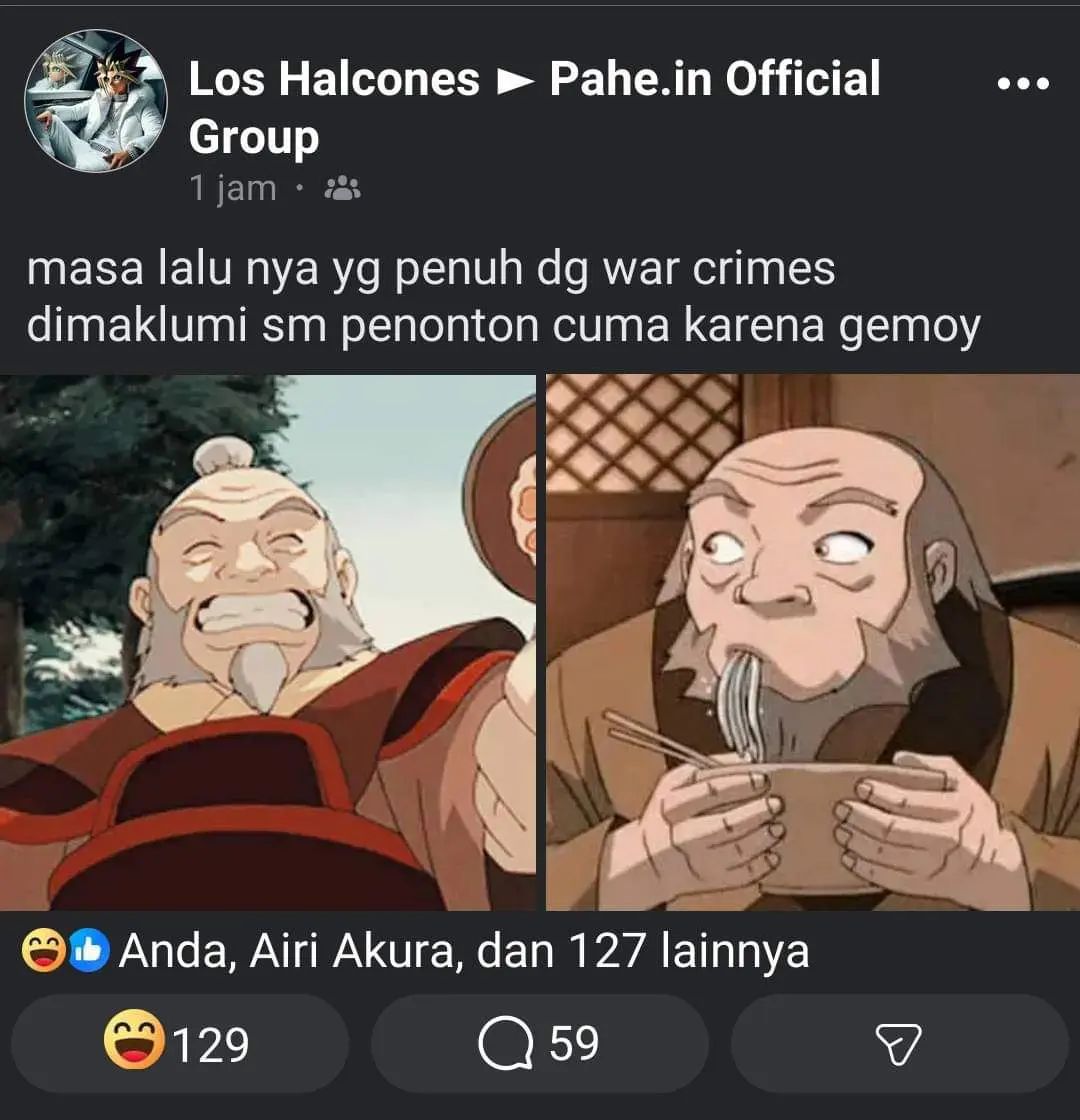 Los Halcones ► Pahe.in Official
Group
1 jam ·
masa lalu nya yg penuh dg war crimes
dimaklumi sm penonton cuma karena gemoy
Anda, Airi Akura, dan 127 lainnya
129
59